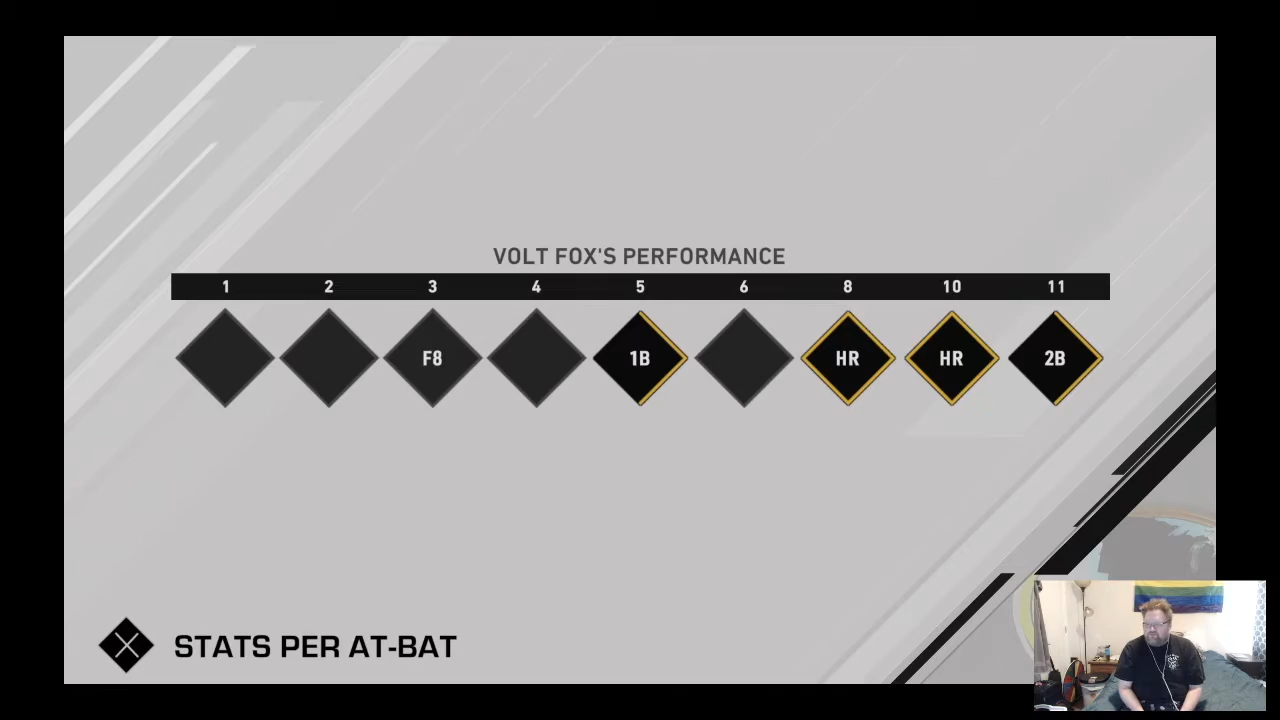 VOLT FOX'S PERFORMANCE
1 2 3 4 5 6 8 10 11
F8 1B HR HR 2B
STATS PER AT-BAT